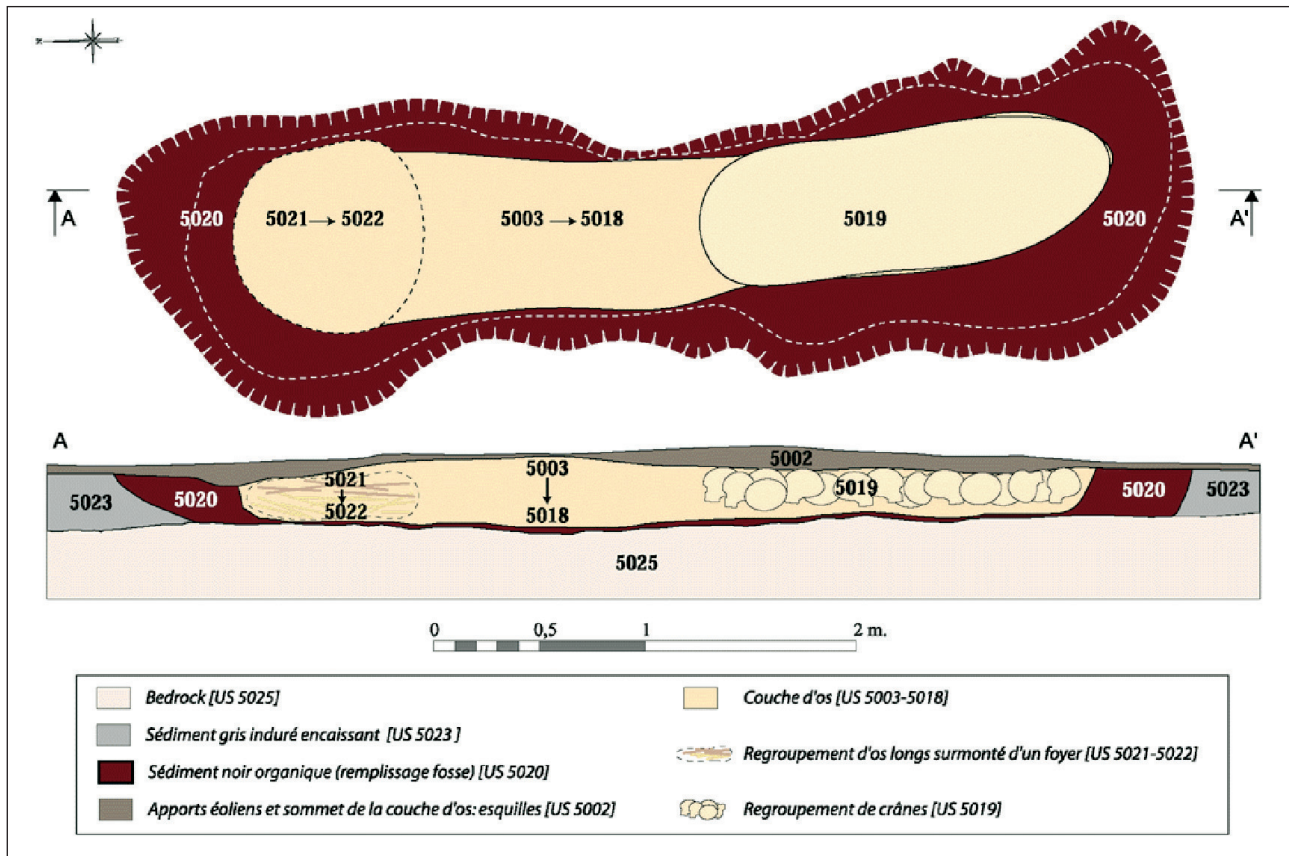 N
5020
5021 → 5022
5003 → 5018
5019
5020
A
A'
A
A'
5002
5003
5021
5019
5023
5020
5022
5018
5020
5023
5025
0 0,5 1 2 m.
Bedrock [US 5025]
Sédiment gris induré encaissant [US 5023 ]
Sédiment noir organique (remplissage fosse) [US 5020]
Apports éoliens et sommet de la couche d'os: esquilles [US 5002]
Couche d'os [US 5003-5018]
Regroupement d'os longs surmonté d'un foyer [US 5021-5022]
Regroupement de crânes [US 5019]